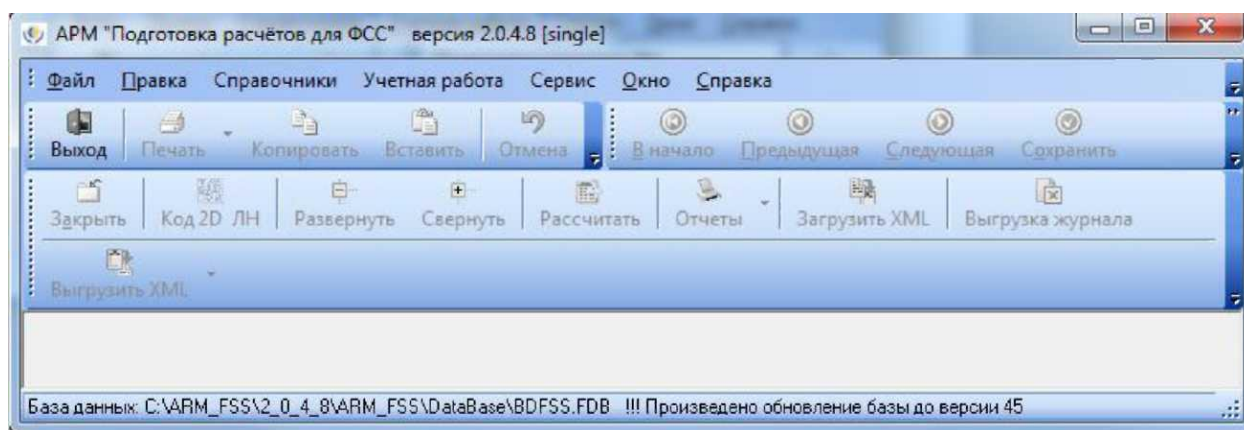 АРМ "Подготовка расчётов для ФСС" версия 2.0.4.8 [single]
Файл Правка Справочники Учетная работа Сервис Окно Справка
Выход Печать Копировать Вставить Отмена В начало Предыдущая Следующая Сохранить
Закрыть Код 2D ЛН Развернуть Свернуть Рассчитать Отчеты Загрузить XML Выгрузка журнала
Выгрузить XML
База данных: C:\ARM_FSS\2_0_4_8\ARM_FSS\DataBase\BDFSS.FDB !!! Произведено обновление базы до версии 45